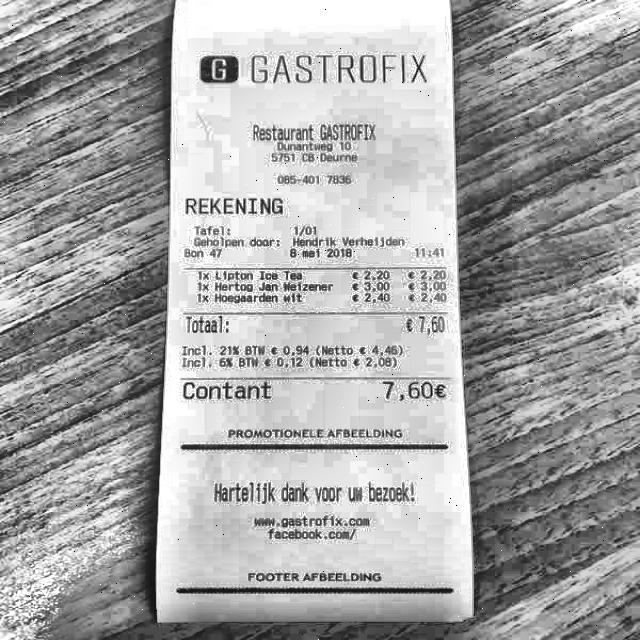 G GASTROFIX
Restaurant GASTROFIX
Dunantweg 10
5751 CB Deurne
085-401 7836
REKENING
Tafel: 1/01
Geholpen door: Hendrik Verheijden
Bon 47 8 mei 2018 11:41
1x Lipton Ice Tea € 2,20 € 2,20
1x Hertog Jan Weizener € 3,00 € 3,00
1x Hoegaarden wit € 2,40 € 2,40
Totaal: € 7,60
Incl. 21% BTW € 0,94 (Netto € 4,46)
Incl. 6% BTW € 0,12 (Netto € 2,08)
Contant 7,60€
PROMOTIONELE AFBEELDING
Hartelijk dank voor uw bezoek!
www.gastrofix.com
facebook.com/
FOOTER AFBEELDING